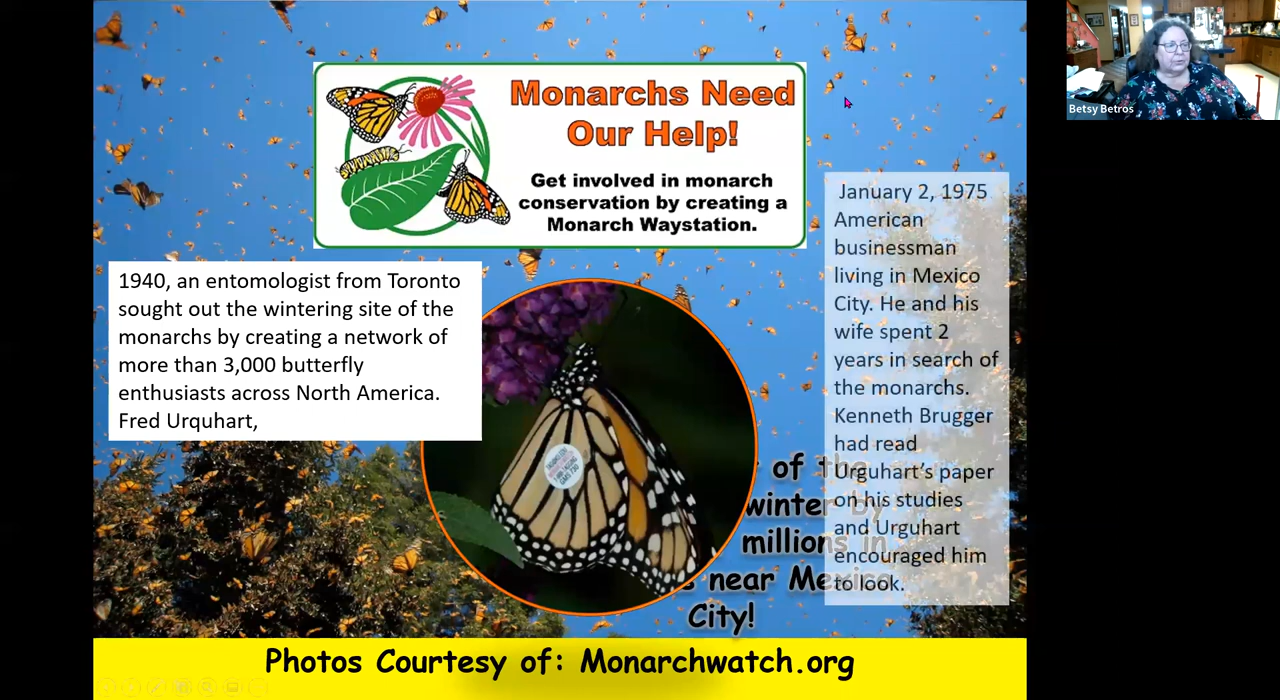 Betsy Betros
Monarchs Need
Our Help!
Get involved in monarch
conservation by creating a
Monarch Waystation.
1940, an entomologist from Toronto
sought out the wintering site of the
monarchs by creating a network of
more than 3,000 butterfly
enthusiasts across North America.
Fred Urquhart,
January 2, 1975
American
businessman
living in Mexico
City. He and his
wife spent 2
years in search of
the monarchs.
Kenneth Brugger
had read
Urguhart's paper
on his studies
and Urguhart
encouraged him
to look.
of the
winter by
millions in
near Mexico
City!
Photos Courtesy of: Monarchwatch.org